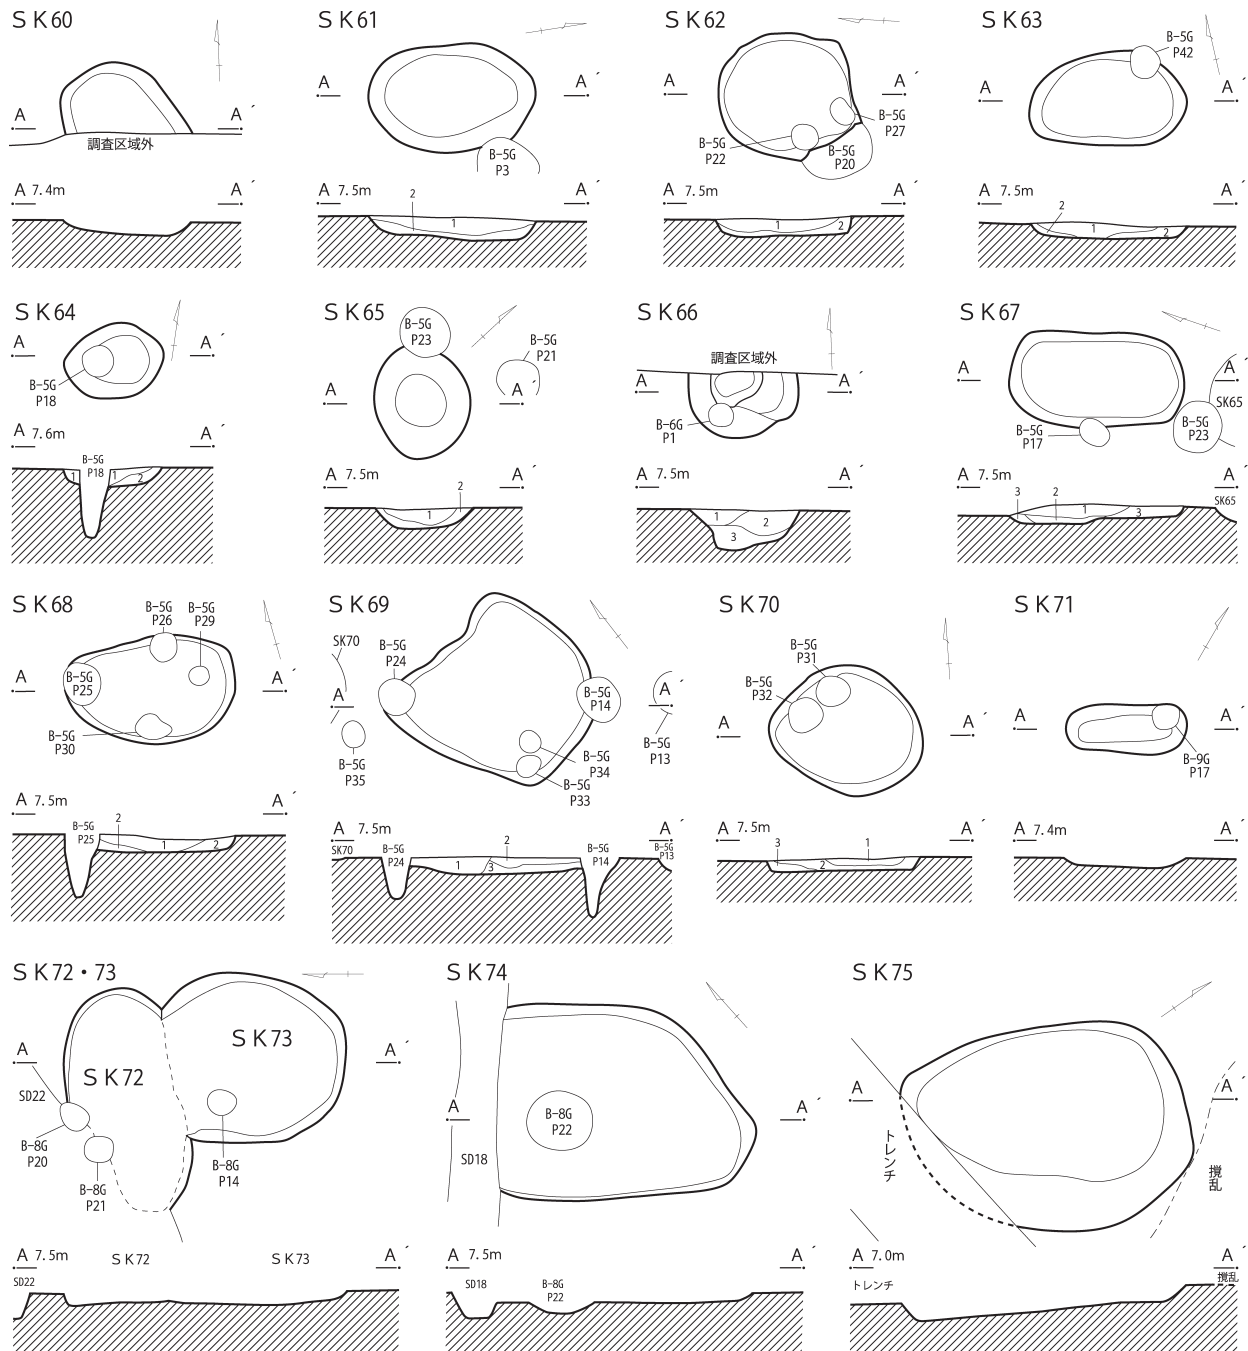 ＳＫ60
A
A´
調査区域外
A 7.4m
A´
ＳＫ61
A
A´
B-5G
P3
A 7.5m
A´
2
1
ＳＫ62
A
A´
B-5G
P27
B-5G
P22
B-5G
P20
A 7.5m
A´
1
2
ＳＫ63
B-5G
P42
A
A´
A 7.5m
A´
2
1
2
ＳＫ64
A
A´
B-5G
P18
A 7.6m
A´
B-5G
P18
1
1
2
ＳＫ65
B-5G
P23
B-5G
P21
A
A´
A 7.5m
A´
2
1
ＳＫ66
調査区域外
A
A´
B-6G
P1
A 7.5m
A´
1
2
3
ＳＫ67
A
A´
SK65
B-5G
P17
B-5G
P23
A 7.5m
A´
3
2
1
3
SK65
ＳＫ68
B-5G
P26
B-5G
P29
A
A´
B-5G
P25
B-5G
P30
A 7.5m
A´
B-5G
P25
2
1
2
ＳＫ69
SK70
B-5G
P24
A
A´
B-5G
P14
B-5G
P35
B-5G
P34
B-5G
P33
B-5G
P13
A 7.5m
A´
SK70
B-5G
P24
1
3
2
B-5G
P14
B-5G
P13
ＳＫ70
B-5G
P31
B-5G
P32
A
A´
A 7.5m
A´
3
2
1
ＳＫ71
A
A´
B-9G
P17
A 7.4m
A´
ＳＫ72・73
ＳＫ73
A
A´
ＳＫ72
SD22
B-8G
P20
B-8G
P21
B-8G
P14
A 7.5m
ＳＫ72
ＳＫ73
A´
SD22
ＳＫ74
A
A´
B-8G
P22
SD18
A 7.5m
A´
SD18
B-8G
P22
ＳＫ75
A
A´
トレンチ
撹乱
A 7.0m
A´
トレンチ
撹乱